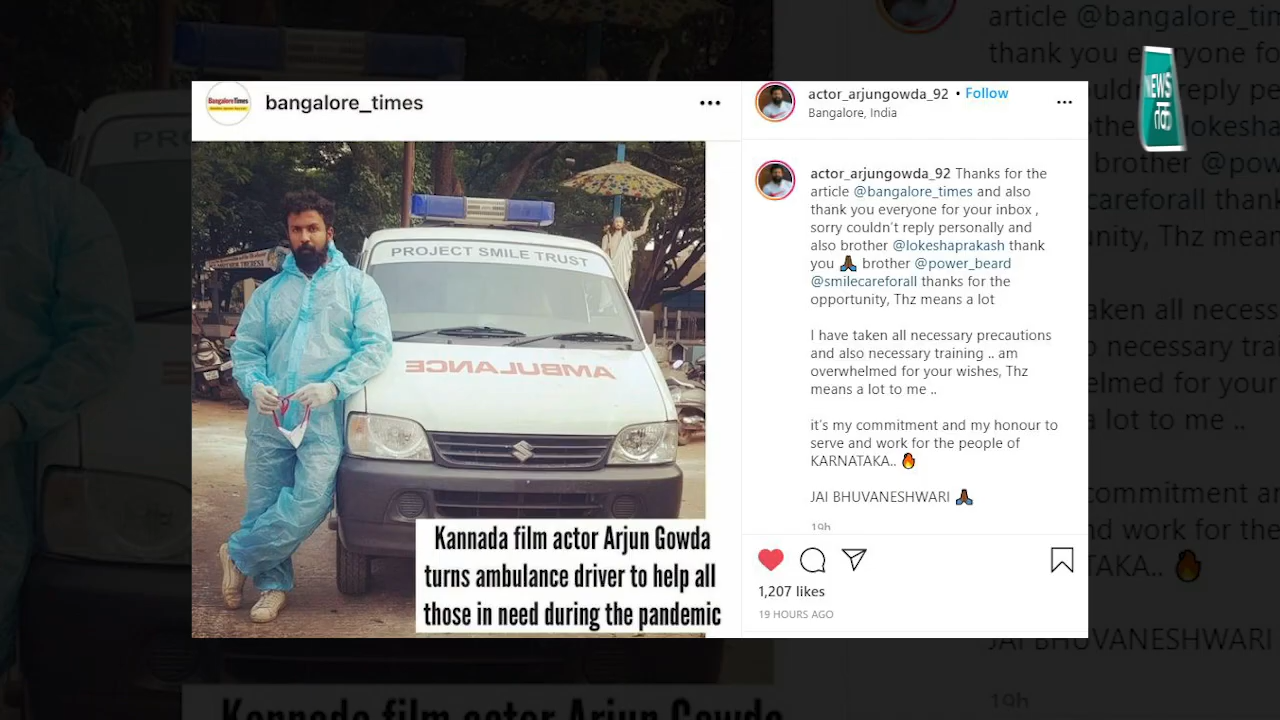 BangaloreTimes
bangalore_times
PROJECT SMILE TRUST
AMBULANCE
Kannada film actor Arjun Gowda
turns ambulance driver to help all
those in need during the pandemic
actor_arjungowda_92 • Follow
Bangalore, India
actor_arjungowda_92 Thanks for the
article @bangalore_times and also
thank you everyone for your inbox ,
sorry couldn't reply personally and
also brother @lokeshaprakash thank
you 🙏🏾 brother @power_beard
@smilecareforall thanks for the
opportunity, Thz means a lot
I have taken all necessary precautions
and also necessary training .. am
overwhelmed for your wishes, Thz
means a lot to me ..
it's my commitment and my honour to
serve and work for the people of
KARNATAKA.. 🔥
JAI BHUVANESHWARI 🙏🏾
19h
1,207 likes
19 HOURS AGO
NEWS
तक